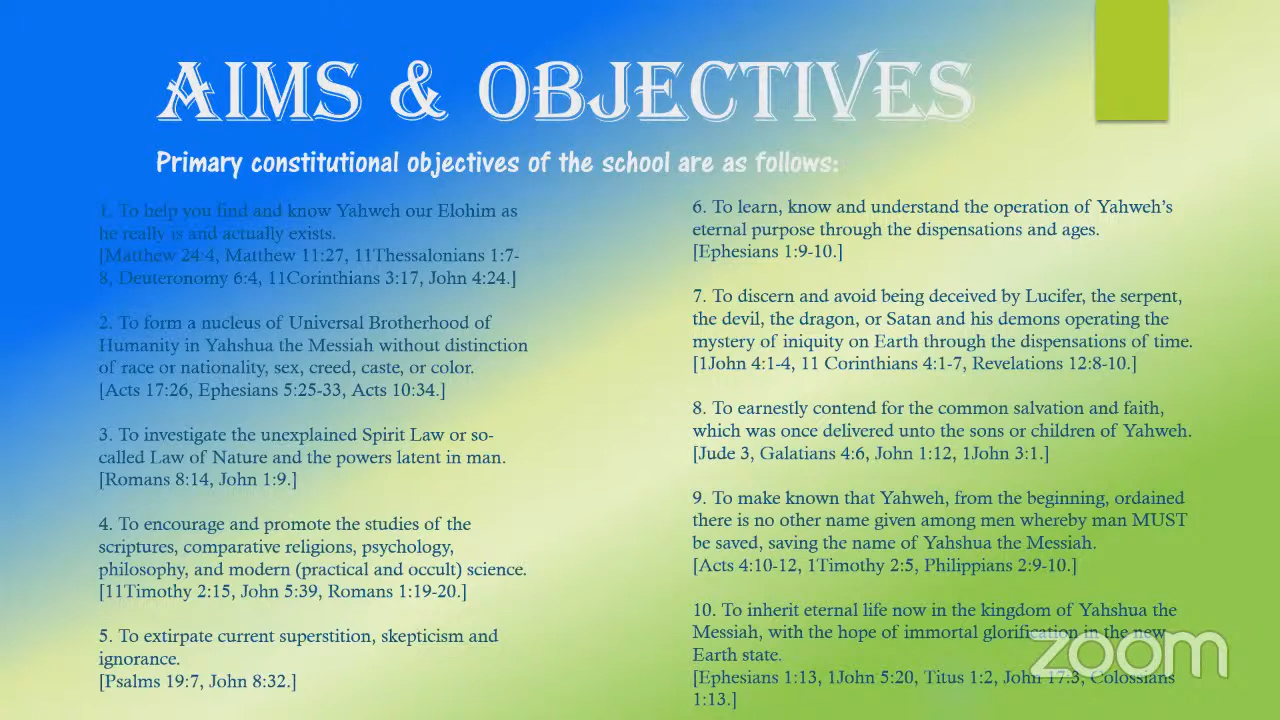 AIMS & OBJECTIVES
Primary constitutional objectives of the school are as follows:
1. To help you find and know Yahweh our Elohim as
he really is and actually exists.
[Matthew 24:4, Matthew 11:27, 11Thessalonians 1:7-
8, Deuteronomy 6:4, 11Corinthians 3:17, John 4:24.]
2. To form a nucleus of Universal Brotherhood of
Humanity in Yahshua the Messiah without distinction
of race or nationality, sex, creed, caste, or color.
[Acts 17:26, Ephesians 5:25-33, Acts 10:34.]
3. To investigate the unexplained Spirit Law or so-
called Law of Nature and the powers latent in man.
[Romans 8:14, John 1:9.]
4. To encourage and promote the studies of the
scriptures, comparative religions, psychology,
philosophy, and modern (practical and occult) science.
[11Timothy 2:15, John 5:39, Romans 1:19-20.]
5. To extirpate current superstition, skepticism and
ignorance.
[Psalms 19:7, John 8:32.]
6. To learn, know and understand the operation of Yahweh's
eternal purpose through the dispensations and ages.
[Ephesians 1:9-10.]
7. To discern and avoid being deceived by Lucifer, the serpent,
the devil, the dragon, or Satan and his demons operating the
mystery of iniquity on Earth through the dispensations of time.
[1John 4:1-4, 11 Corinthians 4:1-7, Revelations 12:8-10.]
8. To earnestly contend for the common salvation and faith,
which was once delivered unto the sons or children of Yahweh.
[Jude 3, Galatians 4:6, John 1:12, 1John 3:1.]
9. To make known that Yahweh, from the beginning, ordained
there is no other name given among men whereby man MUST
be saved, saving the name of Yahshua the Messiah.
[Acts 4:10-12, 1Timothy 2:5, Philippians 2:9-10.]
10. To inherit eternal life now in the kingdom of Yahshua the
Messiah, with the hope of immortal glorification in the new
Earth state.
[Ephesians 1:13, 1John 5:20, Titus 1:2, John 17:3, Colossians
1:13.]
zoom